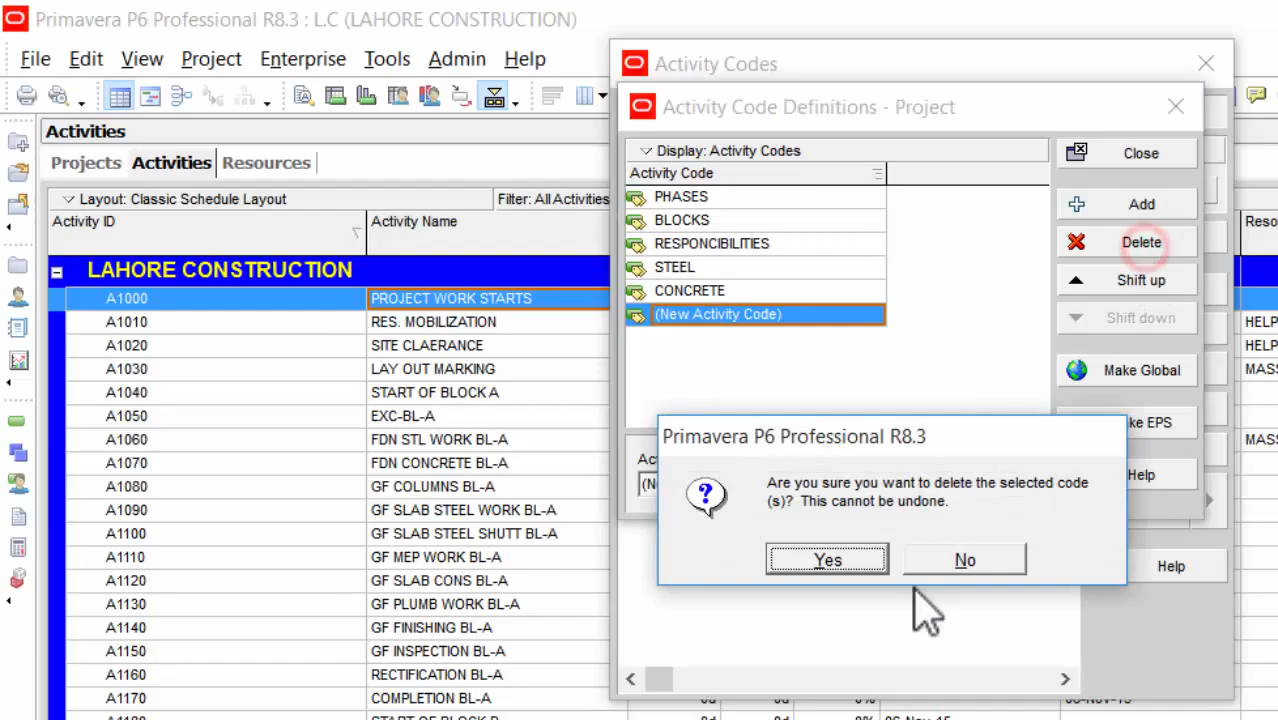 Primavera P6 Professional R8.3 : L.C (LAHORE CONSTRUCTION)
File Edit View Project Enterprise Tools Admin Help
Activities
Projects Activities Resources
Layout: Classic Schedule Layout Filter: All Activities
Activity ID Activity Name
LAHORE CONSTRUCTION
A1000 PROJECT WORK STARTS
A1010 RES. MOBILIZATION
A1020 SITE CLAERANCE
A1030 LAY OUT MARKING
A1040 START OF BLOCK A
A1050 EXC-BL-A
A1060 FDN STL WORK BL-A
A1070 FDN CONCRETE BL-A
A1080 GF COLUMNS BL-A
A1090 GF SLAB STEEL WORK BL-A
A1100 GF SLAB STEEL SHUTT BL-A
A1110 GF MEP WORK BL-A
A1120 GF SLAB CONS BL-A
A1130 GF PLUMB WORK BL-A
A1140 GF FINISHING BL-A
A1150 GF INSPECTION BL-A
A1160 RECTIFICATION BL-A
A1170 COMPLETION BL-A
Activity Codes
Activity Code Definitions - Project
Display: Activity Codes
Activity Code
PHASES
BLOCKS
RESPONCIBILITIES
STEEL
CONCRETE
(New Activity Code)
Close
Add
Delete
Shift up
Shift down
Make Global
ke EPS
Help
Primavera P6 Professional R8.3
Are you sure you want to delete the selected code
(s)? This cannot be undone.
Yes No
Help
Reso
HELP
HELP
MAS
MAS